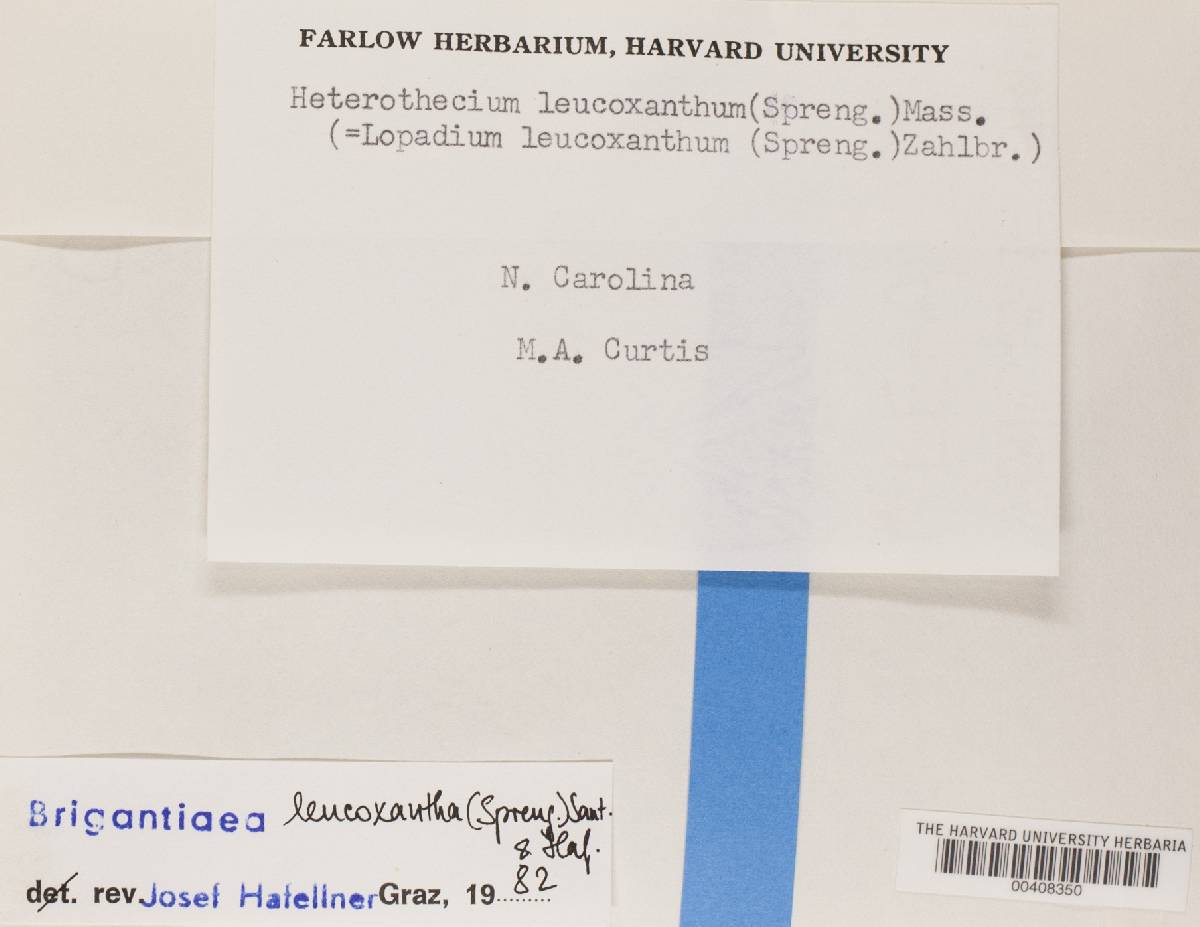 FARLOW HERBARIUM, HARVARD UNIVERSITY
Heterothecium leucoxanthum(Spreng.)Mass.
(=Lopadium leucoxanthum (Spreng.)Zahlbr.)
N. Carolina
M.A. Curtis
Brigantiaea leucoxantha (Spreng.) Sant.
& Haf.
det. rev. Josef Hafellner Graz, 19 82
THE HARVARD UNIVERSITY HERBARIA
00408350